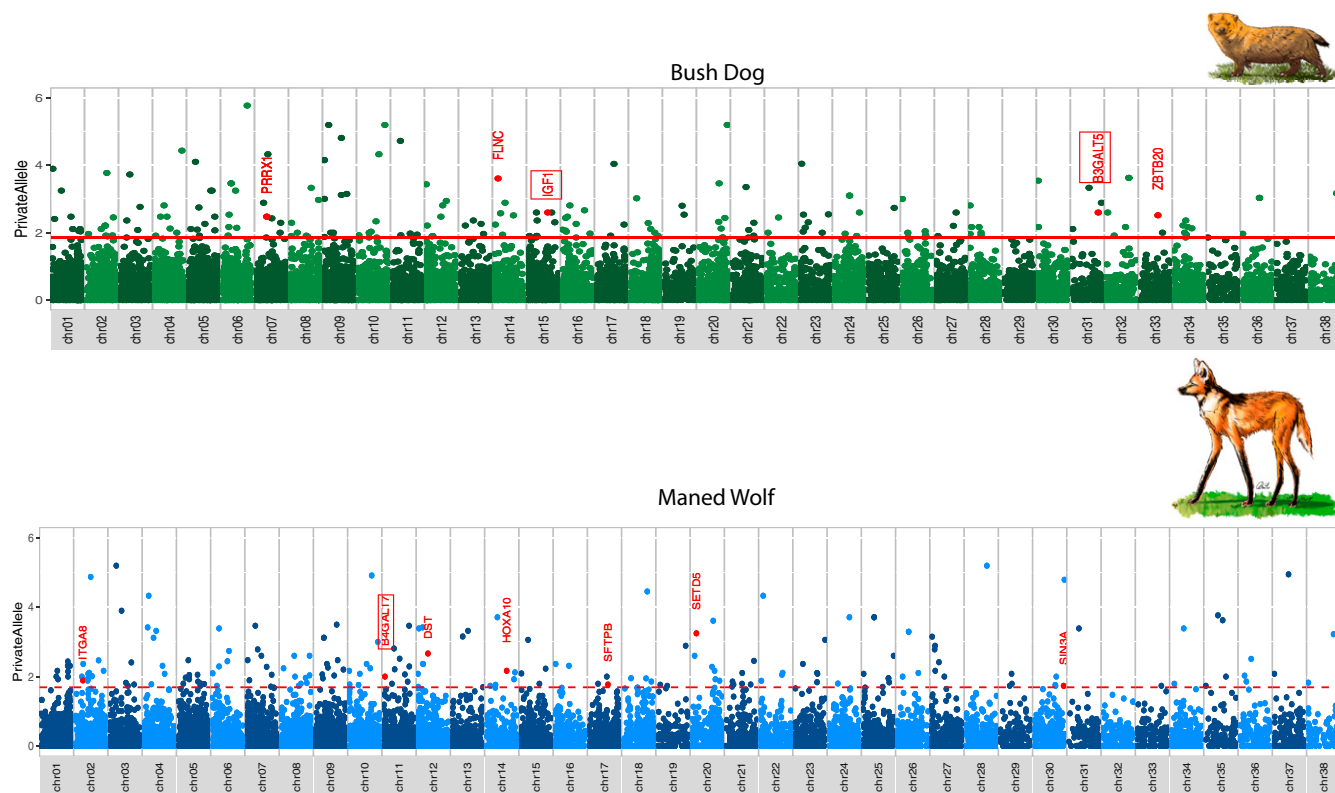 Bush Dog
PrivateAllele
6
4
2
0
PRRX1
FLNC
IGF1
B3GALT5
ZBTB20
chr01 chr02 chr03 chr04 chr05 chr06 chr07 chr08 chr09 chr10 chr11 chr12 chr13 chr14 chr15 chr16 chr17 chr18 chr19 chr20 chr21 chr22 chr23 chr24 chr25 chr26 chr27 chr28 chr29 chr30 chr31 chr32 chr33 chr34 chr35 chr36 chr37 chr38
Maned Wolf
PrivateAllele
6
4
2
0
ITGA8
B4GALT7
DST
HOXA10
SFTPB
SETD5
SIN3A
chr01 chr02 chr03 chr04 chr05 chr06 chr07 chr08 chr09 chr10 chr11 chr12 chr13 chr14 chr15 chr16 chr17 chr18 chr19 chr20 chr21 chr22 chr23 chr24 chr25 chr26 chr27 chr28 chr29 chr30 chr31 chr32 chr33 chr34 chr35 chr36 chr37 chr38